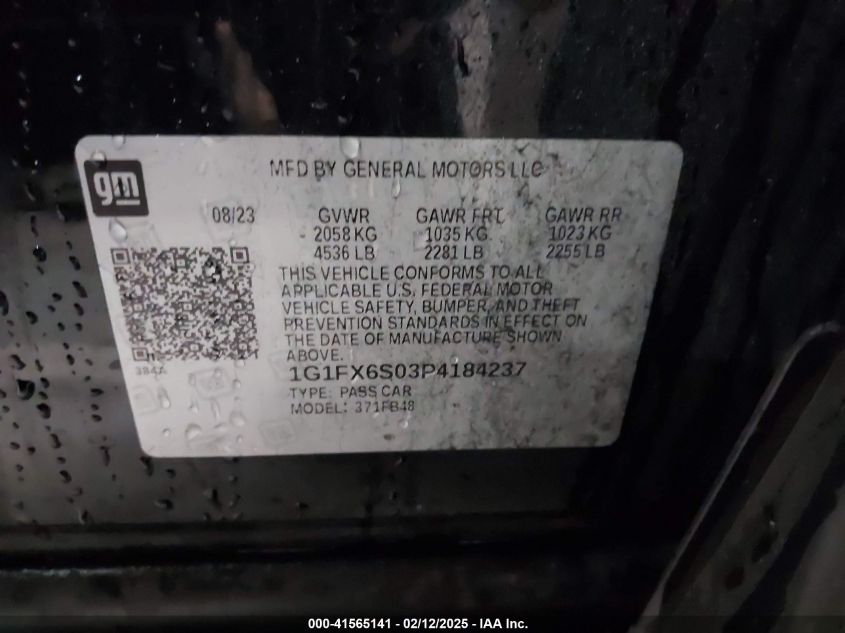 gm
MFD BY GENERAL MOTORS LLC
08/23 GVWR GAWR FRT GAWR RR
2058 KG 1035 KG 1023 KG
4536 LB 2281 LB 2255 LB
THIS VEHICLE CONFORMS TO ALL
APPLICABLE U.S. FEDERAL MOTOR
VEHICLE SAFETY, BUMPER, AND THEFT
PREVENTION STANDARDS IN EFFECT ON
THE DATE OF MANUFACTURE SHOWN
ABOVE.
384A
1G1FX6S03P4184237
TYPE: PASS CAR
MODEL: 371FB48
000-41565141 - 02/12/2025 - IAA Inc.